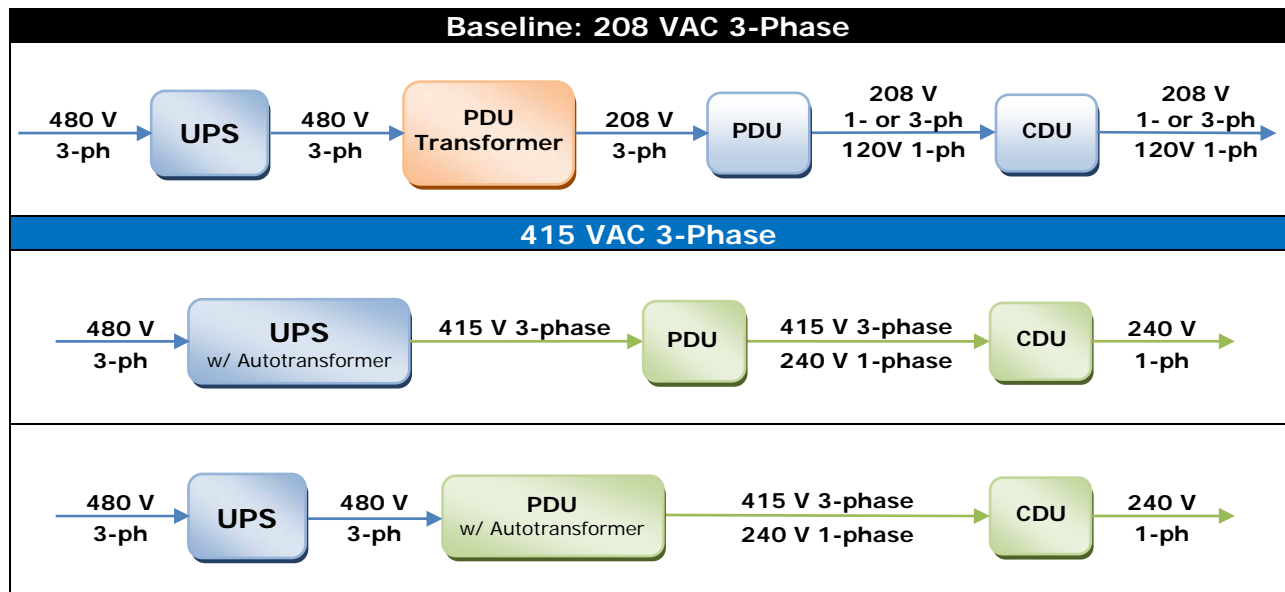 Baseline: 208 VAC 3-Phase
480 V
3-ph
UPS
480 V
3-ph
PDU
Transformer
208 V
3-ph
PDU
208 V
1- or 3-ph
120V 1-ph
CDU
208 V
1- or 3-ph
120V 1-ph
415 VAC 3-Phase
480 V
3-ph
UPS
w/ Autotransformer
415 V 3-phase
PDU
415 V 3-phase
240 V 1-phase
CDU
240 V
1-ph
480 V
3-ph
UPS
480 V
3-ph
PDU
w/ Autotransformer
415 V 3-phase
240 V 1-phase
CDU
240 V
1-ph